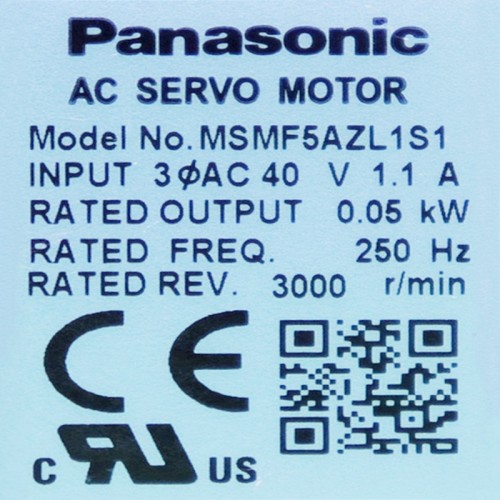 Panasonic
AC SERVO MOTOR
Model No. MSMF5AZL1S1
INPUT 3ϕAC 40 V 1.1 A
RATED OUTPUT 0.05 kW
RATED FREQ. 250 Hz
RATED REV. 3000 r/min
CE
c RU US